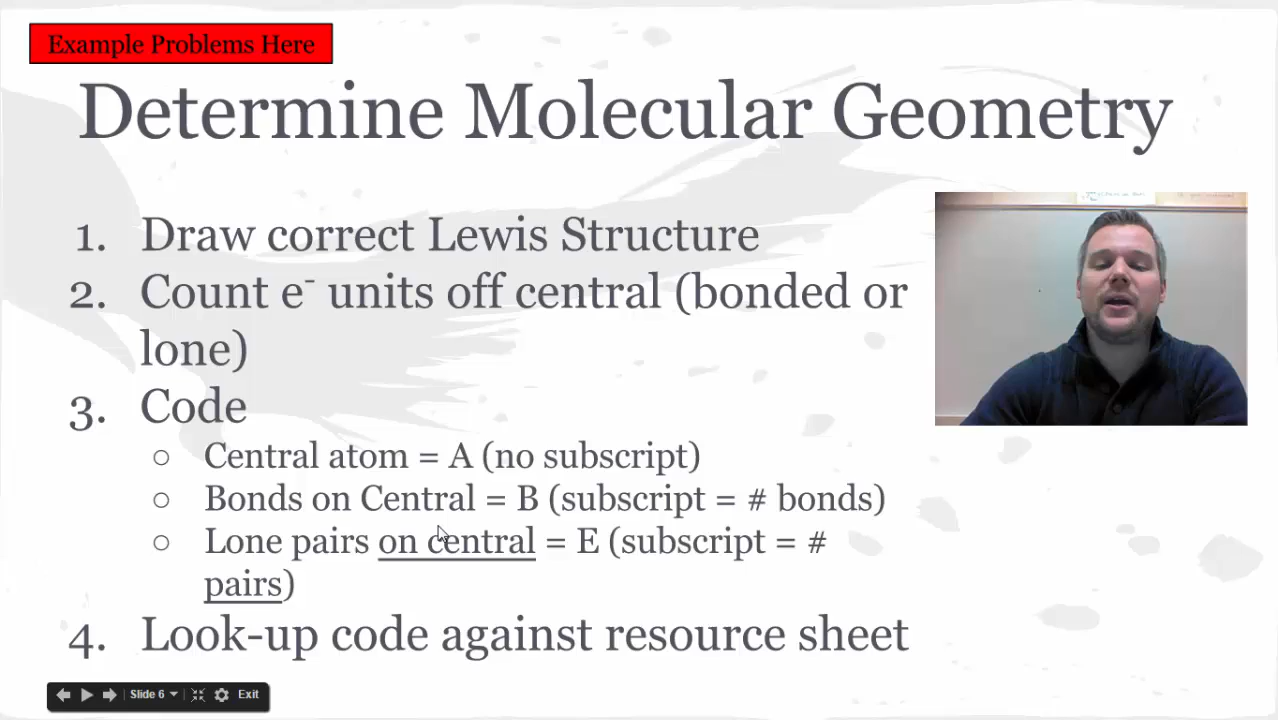 Example Problems Here
Determine Molecular Geometry
1. Draw correct Lewis Structure
2. Count e⁻ units off central (bonded or
lone)
3. Code
○ Central atom = A (no subscript)
○ Bonds on Central = B (subscript = # bonds)
○ Lone pairs on central = E (subscript = #
pairs)
4. Look-up code against resource sheet
Slide 6
Exit